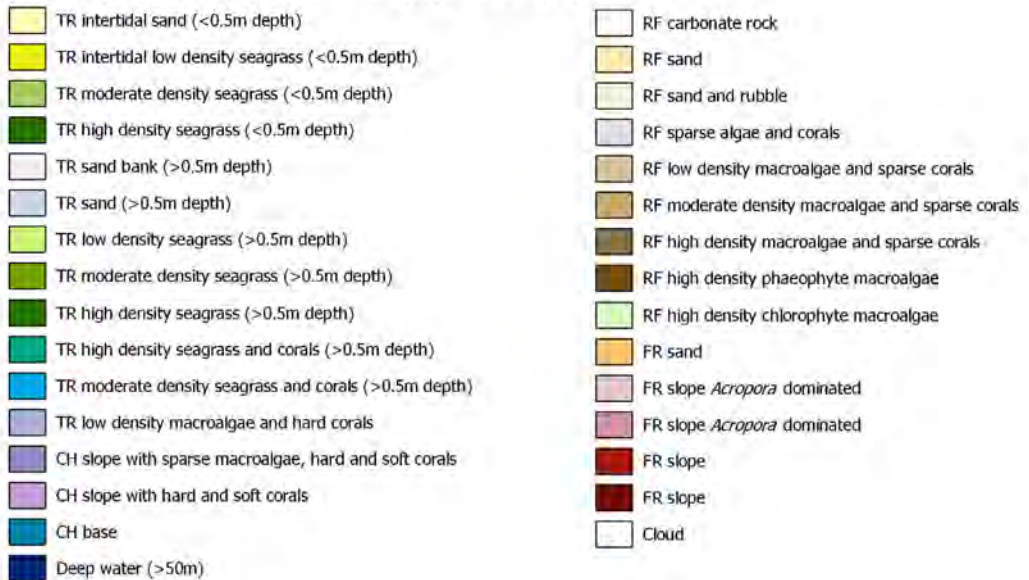 TR intertidal sand (<0.5m depth)
TR intertidal low density seagrass (<0.5m depth)
TR moderate density seagrass (<0.5m depth)
TR high density seagrass (<0.5m depth)
TR sand bank (>0.5m depth)
TR sand (>0.5m depth)
TR low density seagrass (>0.5m depth)
TR moderate density seagrass (>0.5m depth)
TR high density seagrass (>0.5m depth)
TR high density seagrass and corals (>0.5m depth)
TR moderate density seagrass and corals (>0.5m depth)
TR low density macroalgae and hard corals
CH slope with sparse macroalgae, hard and soft corals
CH slope with hard and soft corals
CH base
Deep water (>50m)
RF carbonate rock
RF sand
RF sand and rubble
RF sparse algae and corals
RF low density macroalgae and sparse corals
RF moderate density macroalgae and sparse corals
RF high density macroalgae and sparse corals
RF high density phaeophyte macroalgae
RF high density chlorophyte macroalgae
FR sand
FR slope Acropora dominated
FR slope Acropora dominated
FR slope
FR slope
Cloud